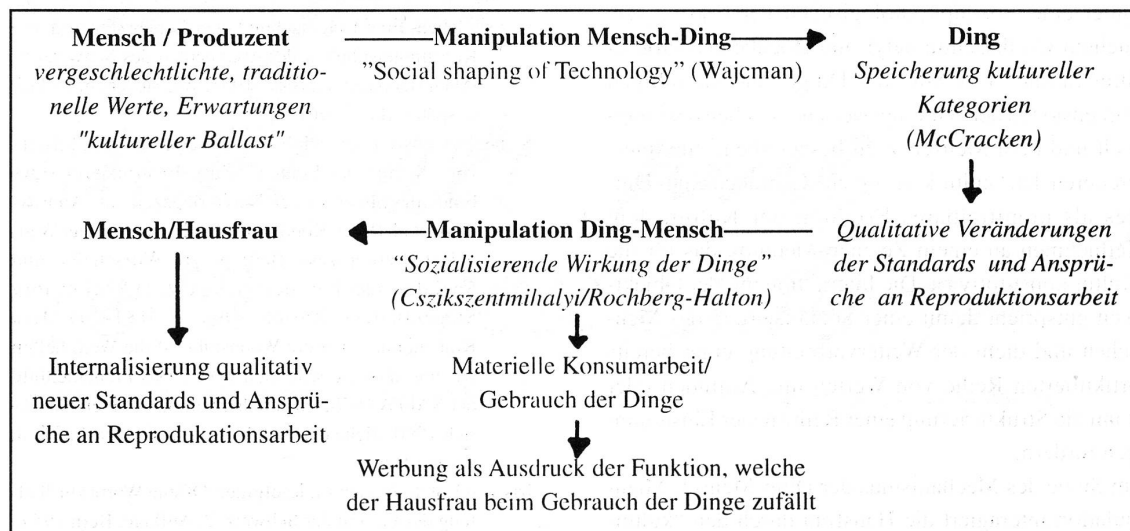 Mensch / Produzent
vergeschlechtlichte, traditio-
nelle Werte, Erwartungen
"kultureller Ballast"
Manipulation Mensch-Ding
"Social shaping of Technology" (Wajcman)
Ding
Speicherung kultureller
Kategorien
(McCracken)
Mensch/Hausfrau
Manipulation Ding-Mensch
“Sozialisierende Wirkung der Dinge”
(Cszikszentmihalyi/Rochberg-Halton)
Qualitative Veränderungen
der Standards und Ansprü-
che an Reproduktionsarbeit
Internalisierung qualitativ
neuer Standards und Ansprü-
che an Reprodukationsarbeit
Materielle Konsumarbeit/
Gebrauch der Dinge
Werbung als Ausdruck der Funktion, welche
der Hausfrau beim Gebrauch der Dinge zufällt